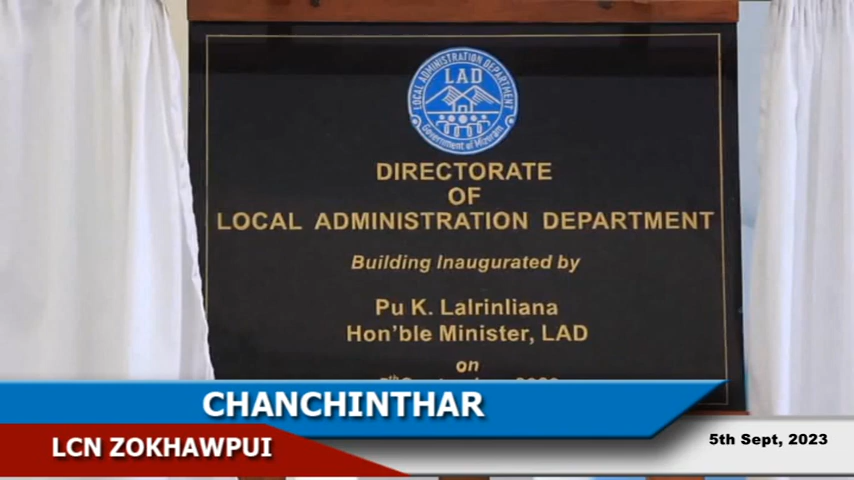 LOCAL ADMINISTRATION DEPARTMENT
LAD
Government of Mizoram
DIRECTORATE
OF
LOCAL ADMINISTRATION DEPARTMENT
Building Inaugurated by
Pu K. Lalrinliana
Hon'ble Minister, LAD
on
CHANCHINTHAR
LCN ZOKHAWPUI
5th Sept, 2023